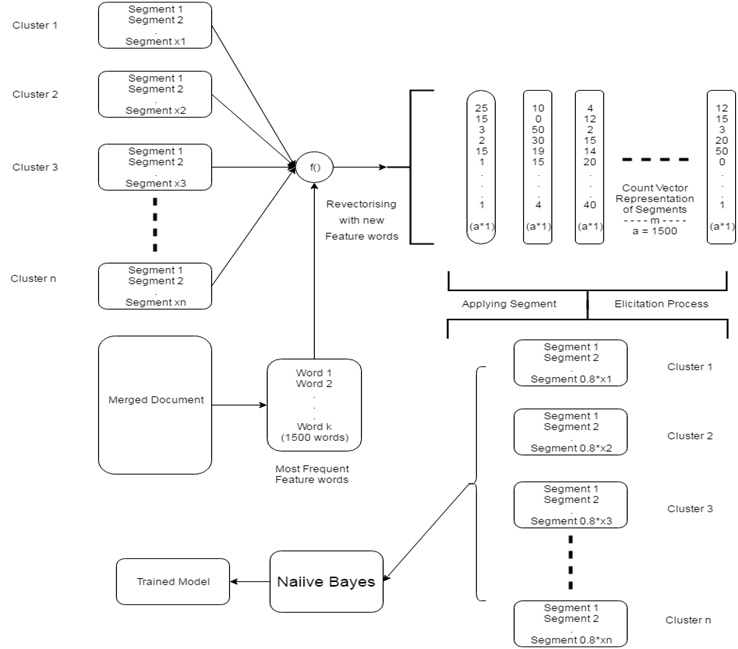 Cluster 1
Segment 1
Segment 2
.
Segment x1
Cluster 2
Segment 1
Segment 2
.
Segment x2
Cluster 3
Segment 1
Segment 2
.
Segment x3
Cluster n
Segment 1
Segment 2
.
Segment xn
f()
Revectorising
with new
Feature words
25
15
3
2
15
1
.
.
.
1
(a*1)
10
0
50
30
19
15
.
.
.
4
(a*1)
4
12
2
15
14
20
.
.
.
40
(a*1)
Count Vector
Representation
of Segments
- - - - m - - - -
a = 1500
12
15
3
20
50
0
.
.
.
1
(a*1)
Merged Document
Word 1
Word 2
.
.
.
Word k
(1500 words)
Most Frequent
Feature words
Applying Segment
Elicitation Process
Segment 1
Segment 2
.
Segment 0.8*x1
Cluster 1
Segment 1
Segment 2
.
Segment 0.8*x2
Cluster 2
Segment 1
Segment 2
.
Segment 0.8*x3
Cluster 3
Segment 1
Segment 2
.
Segment 0.8*xn
Cluster n
Naiive Bayes
Trained Model